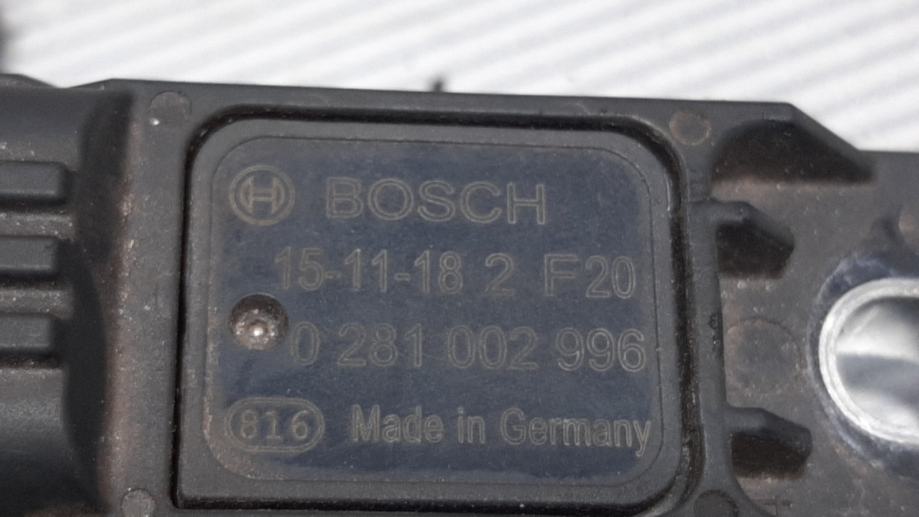 BOSCH
15-11-18 2 F20
0 281 002 996
816 Made in Germany